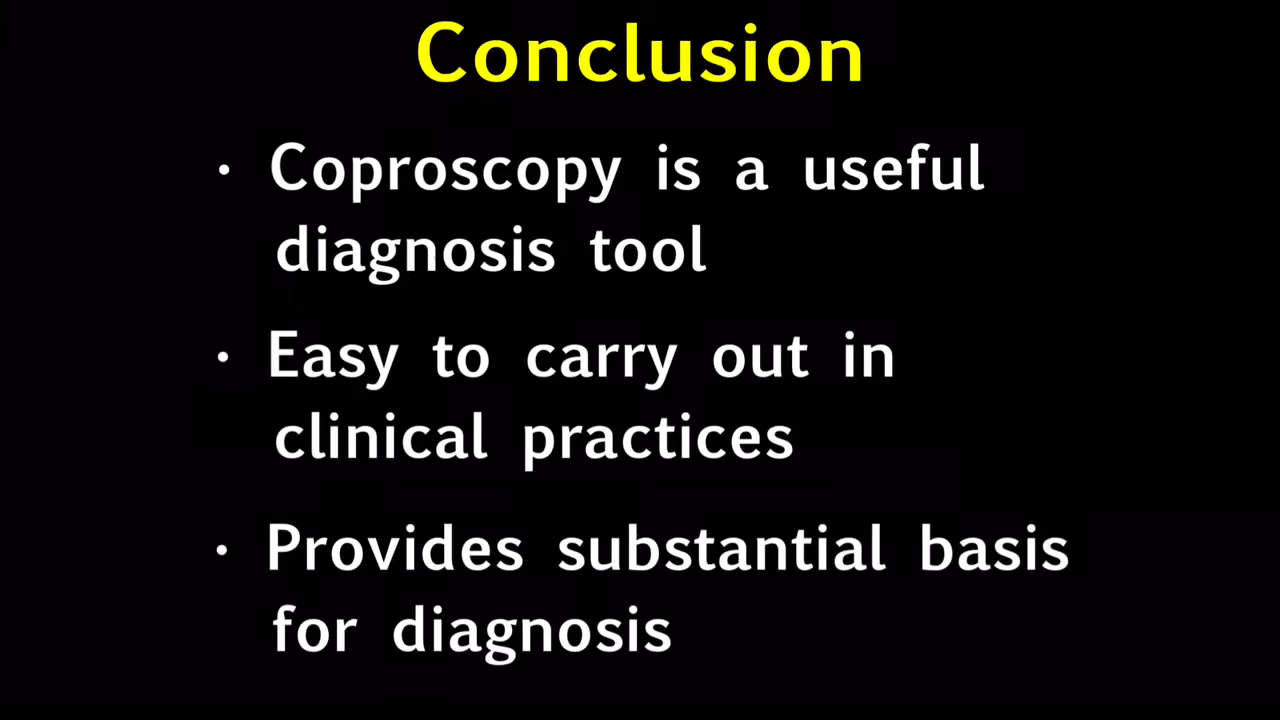 Conclusion
• Coproscopy is a useful
diagnosis tool
• Easy to carry out in
clinical practices
• Provides substantial basis
for diagnosis